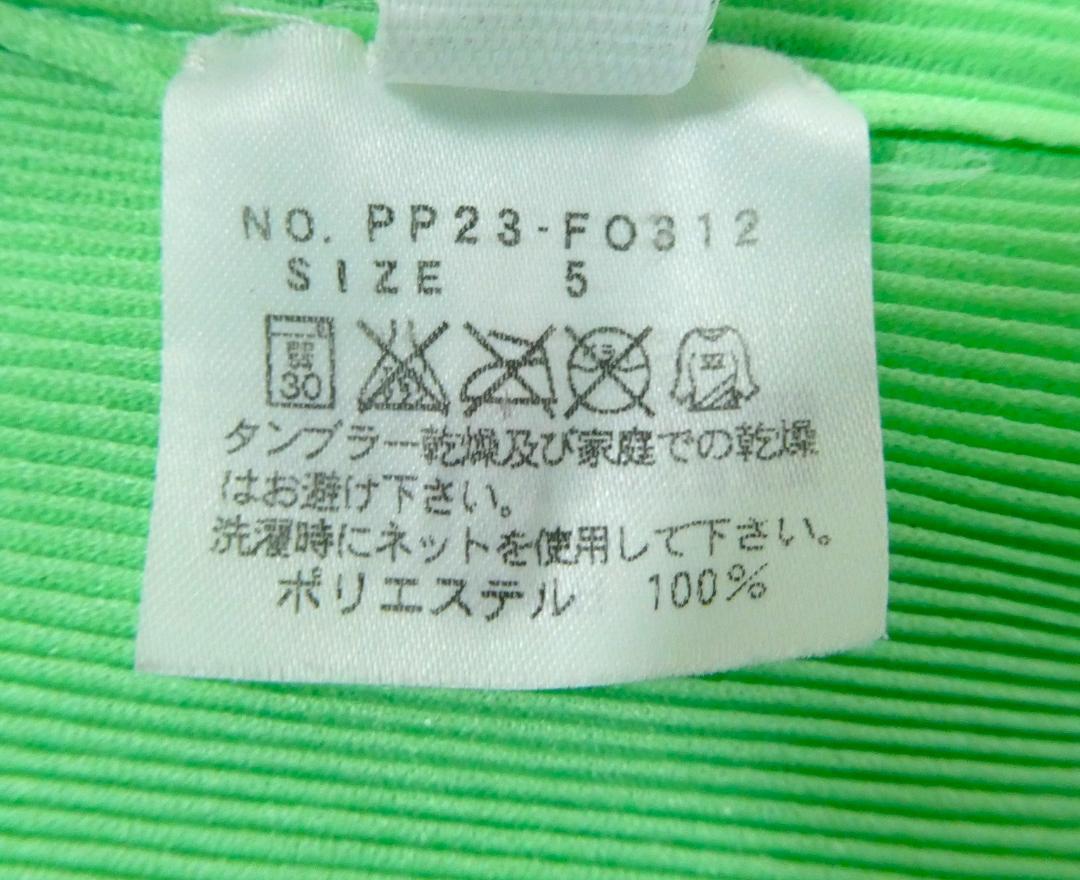 NO. PP23-FO312
SIZE 5
30
タンブラー乾燥及び家庭での乾燥
はお避け下さい。
洗濯時にネットを使用して下さい。
ポリエステル 100%